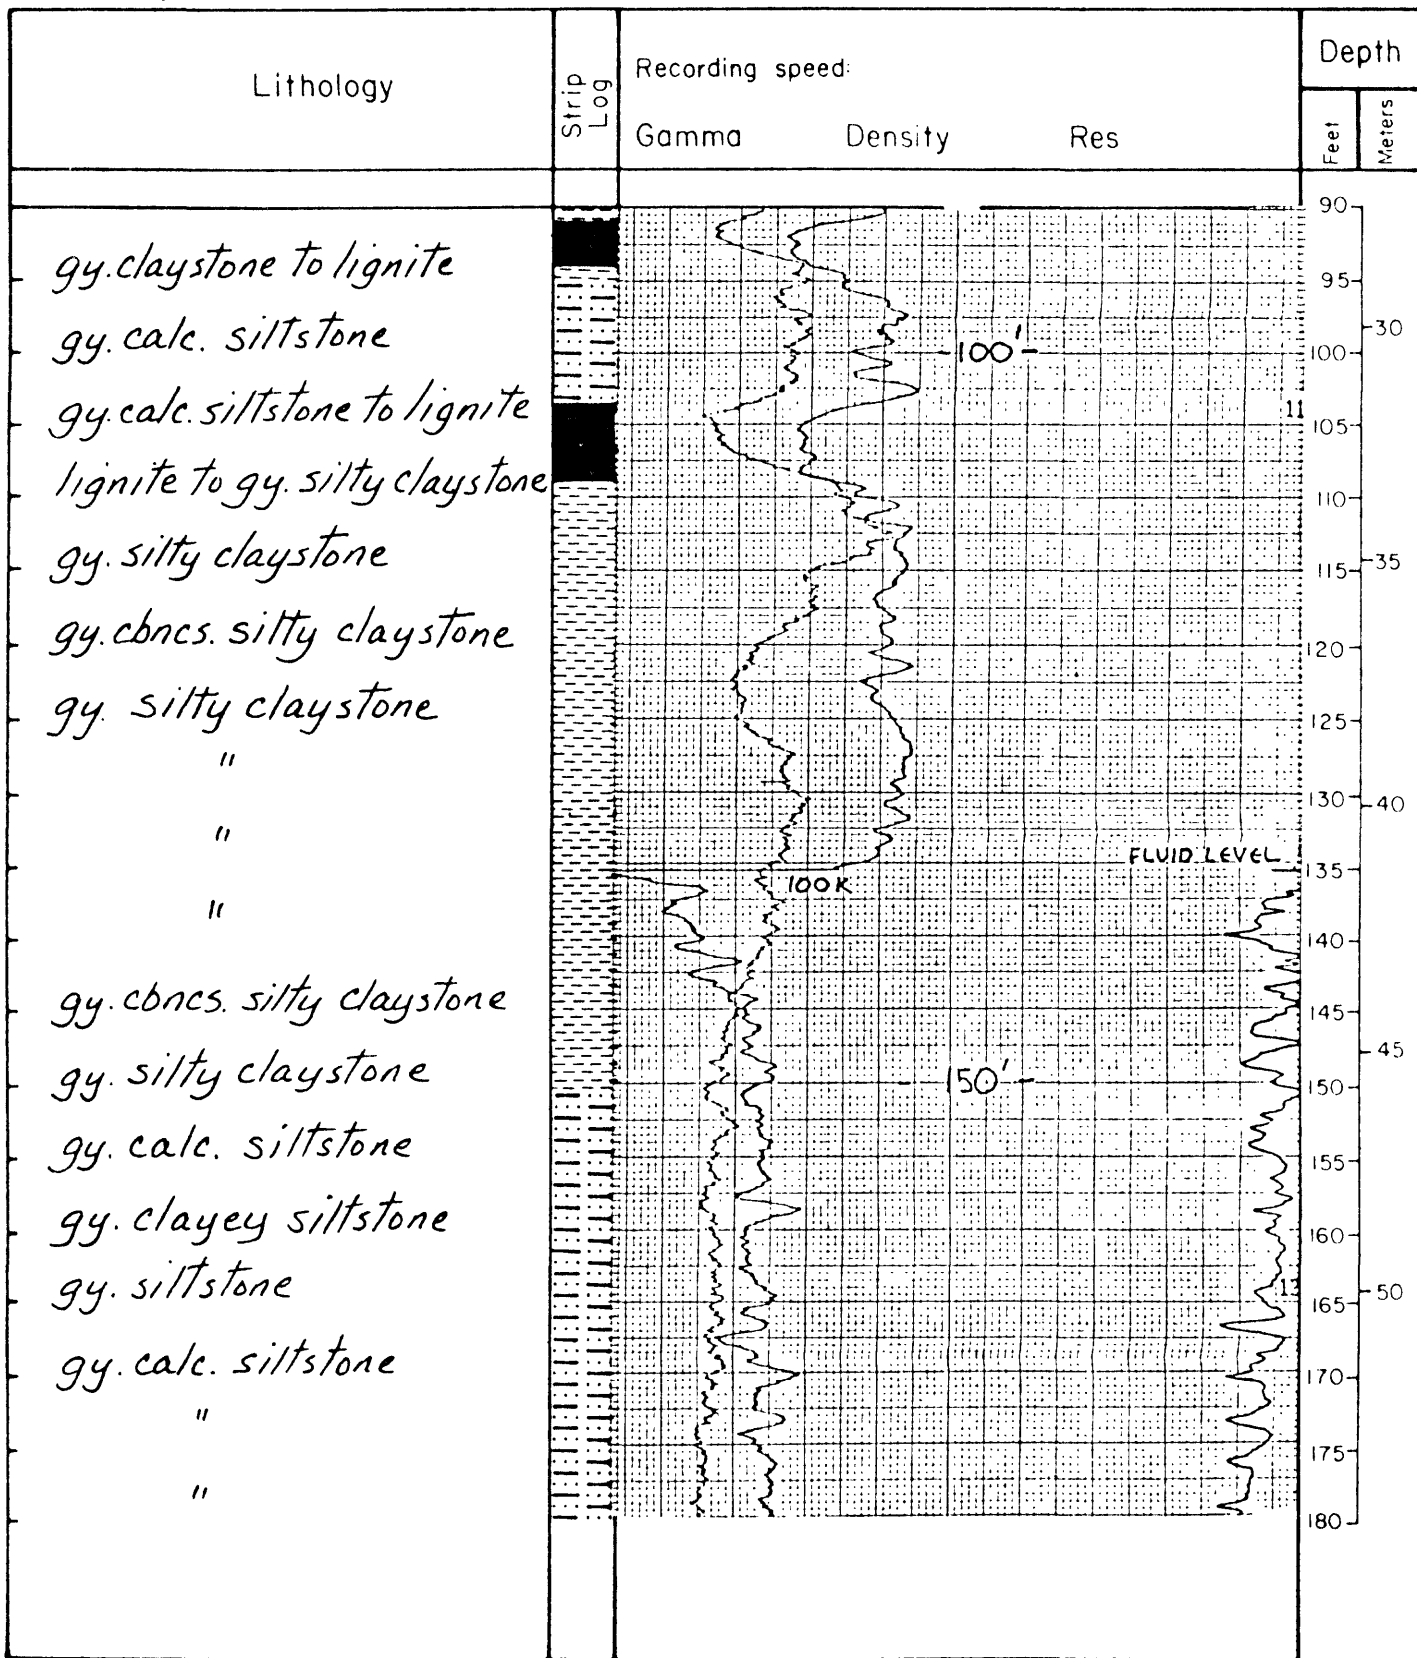 Lithology
Strip Log
Recording speed:
Gamma Density Res
Depth
Feet
Meters
90
gy. claystone to lignite
95
gy. calc. siltstone
30
100' 100
gy. calc. siltstone to lignite
11
105
lignite to gy. silty claystone
110
gy. silty claystone
35
115
gy. cbncs. silty claystone
120
gy. silty claystone
125
"
130
40
"
FLUID LEVEL
135
100K
"
140
gy. cbncs. silty claystone
145
gy. silty claystone
45
150' 150
gy. calc. siltstone
155
gy. clayey siltstone
160
gy. siltstone
13
50
165
gy. calc. siltstone
170
"
175
"
180